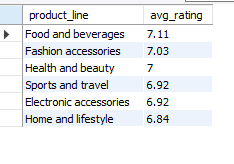 product_line avg_rating
Food and beverages 7.11
Fashion accessories 7.03
Health and beauty 7
Sports and travel 6.92
Electronic accessories 6.92
Home and lifestyle 6.84